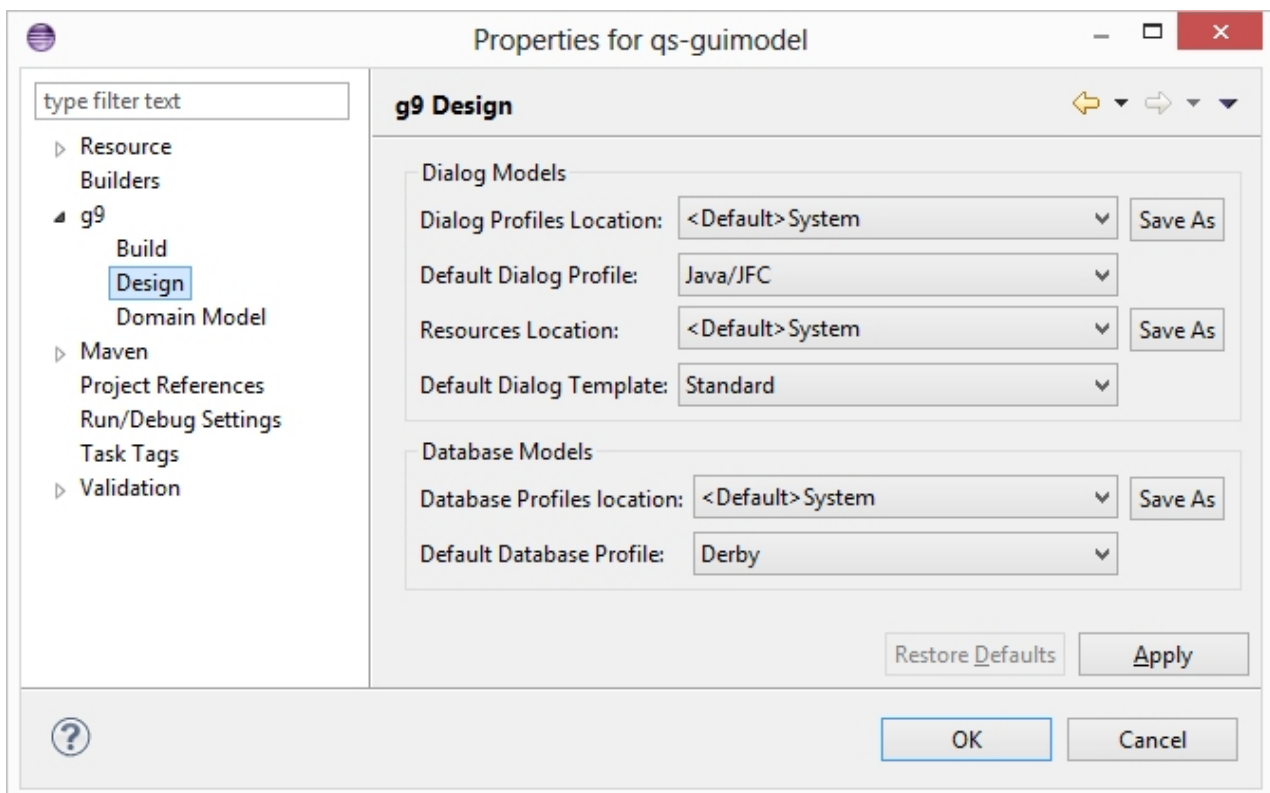 Properties for qs-guimodel
type filter text
Resource
Builders
g9
Build
Design
Domain Model
Maven
Project References
Run/Debug Settings
Task Tags
Validation
g9 Design
Dialog Models
Dialog Profiles Location: <Default>System Save As
Default Dialog Profile: Java/JFC
Resources Location: <Default>System Save As
Default Dialog Template: Standard
Database Models
Database Profiles location: <Default>System Save As
Default Database Profile: Derby
Restore Defaults Apply
OK Cancel